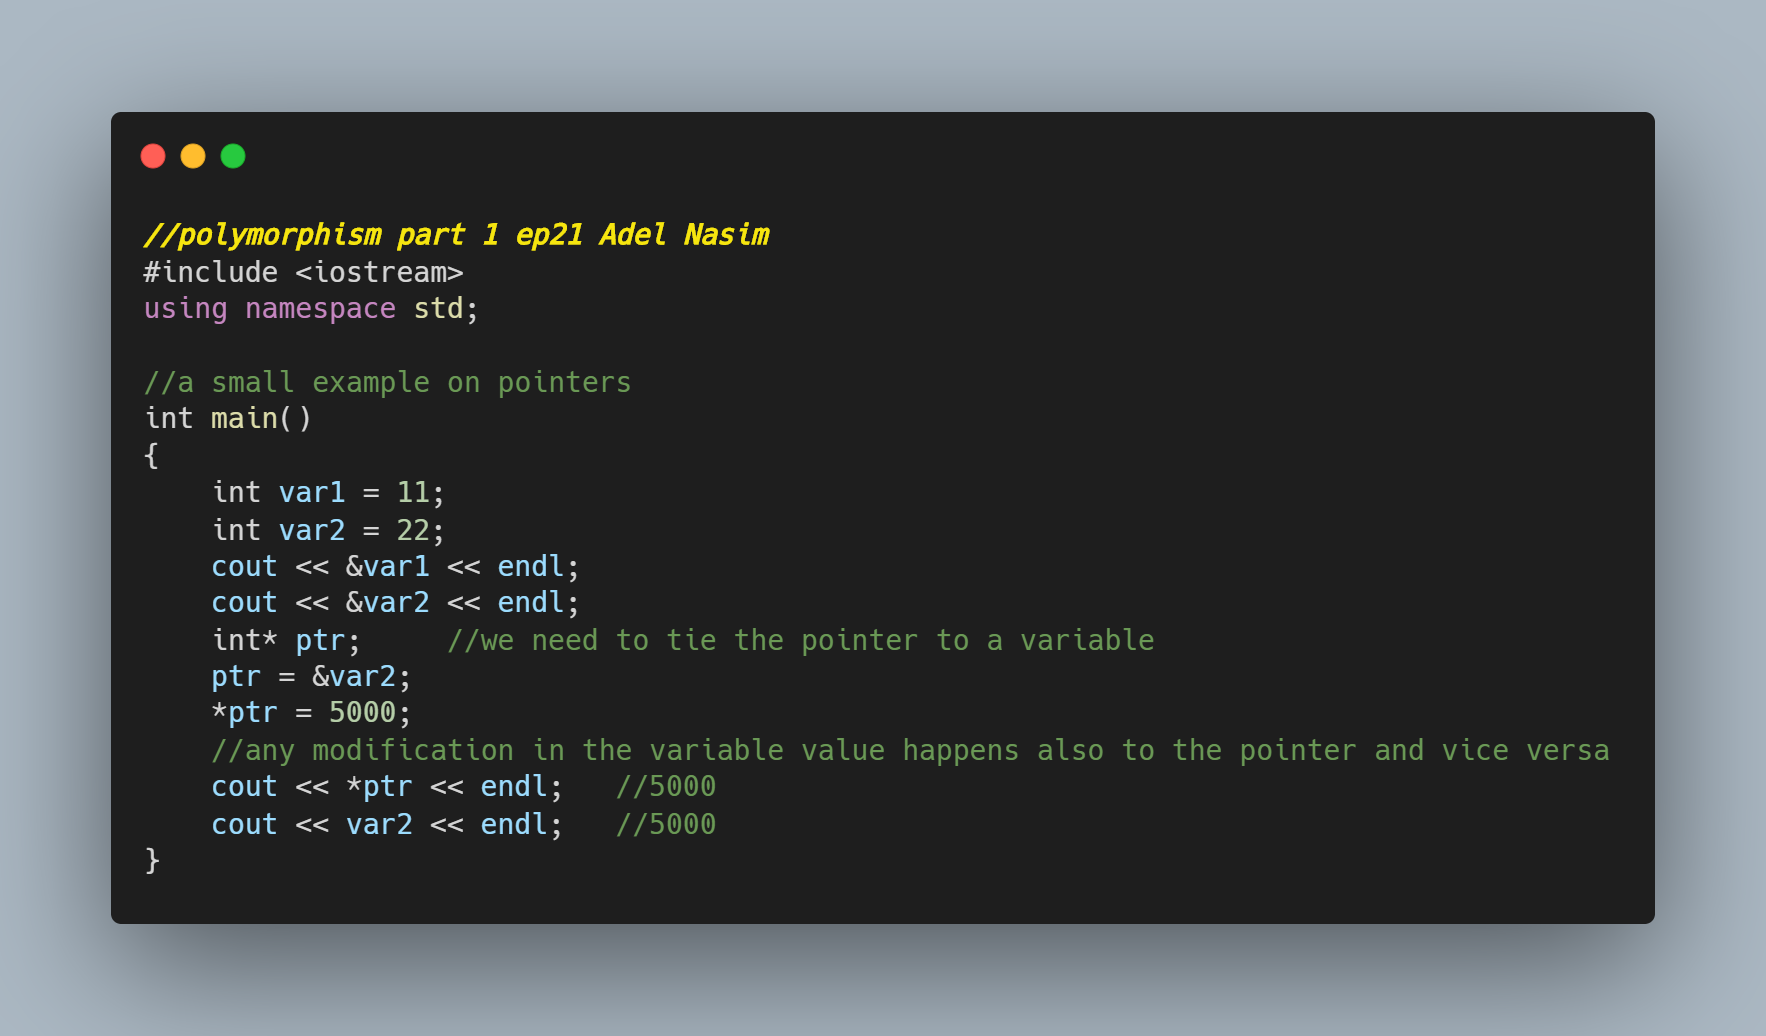 //polymorphism part 1 ep21 Adel Nasim
#include <iostream>
using namespace std;

//a small example on pointers
int main()
{
    int var1 = 11;
    int var2 = 22;
    cout << &var1 << endl;
    cout << &var2 << endl;
    int* ptr;     //we need to tie the pointer to a variable
    ptr = &var2;
    *ptr = 5000;
    //any modification in the variable value happens also to the pointer and vice versa
    cout << *ptr << endl;   //5000
    cout << var2 << endl;   //5000
}